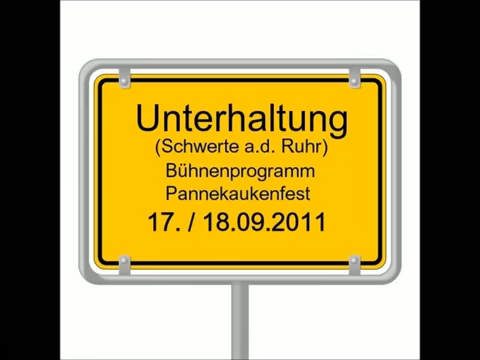 Unterhaltung
(Schwerte a.d. Ruhr)
Bühnenprogramm
Pannekaukenfest
17. / 18.09.2011